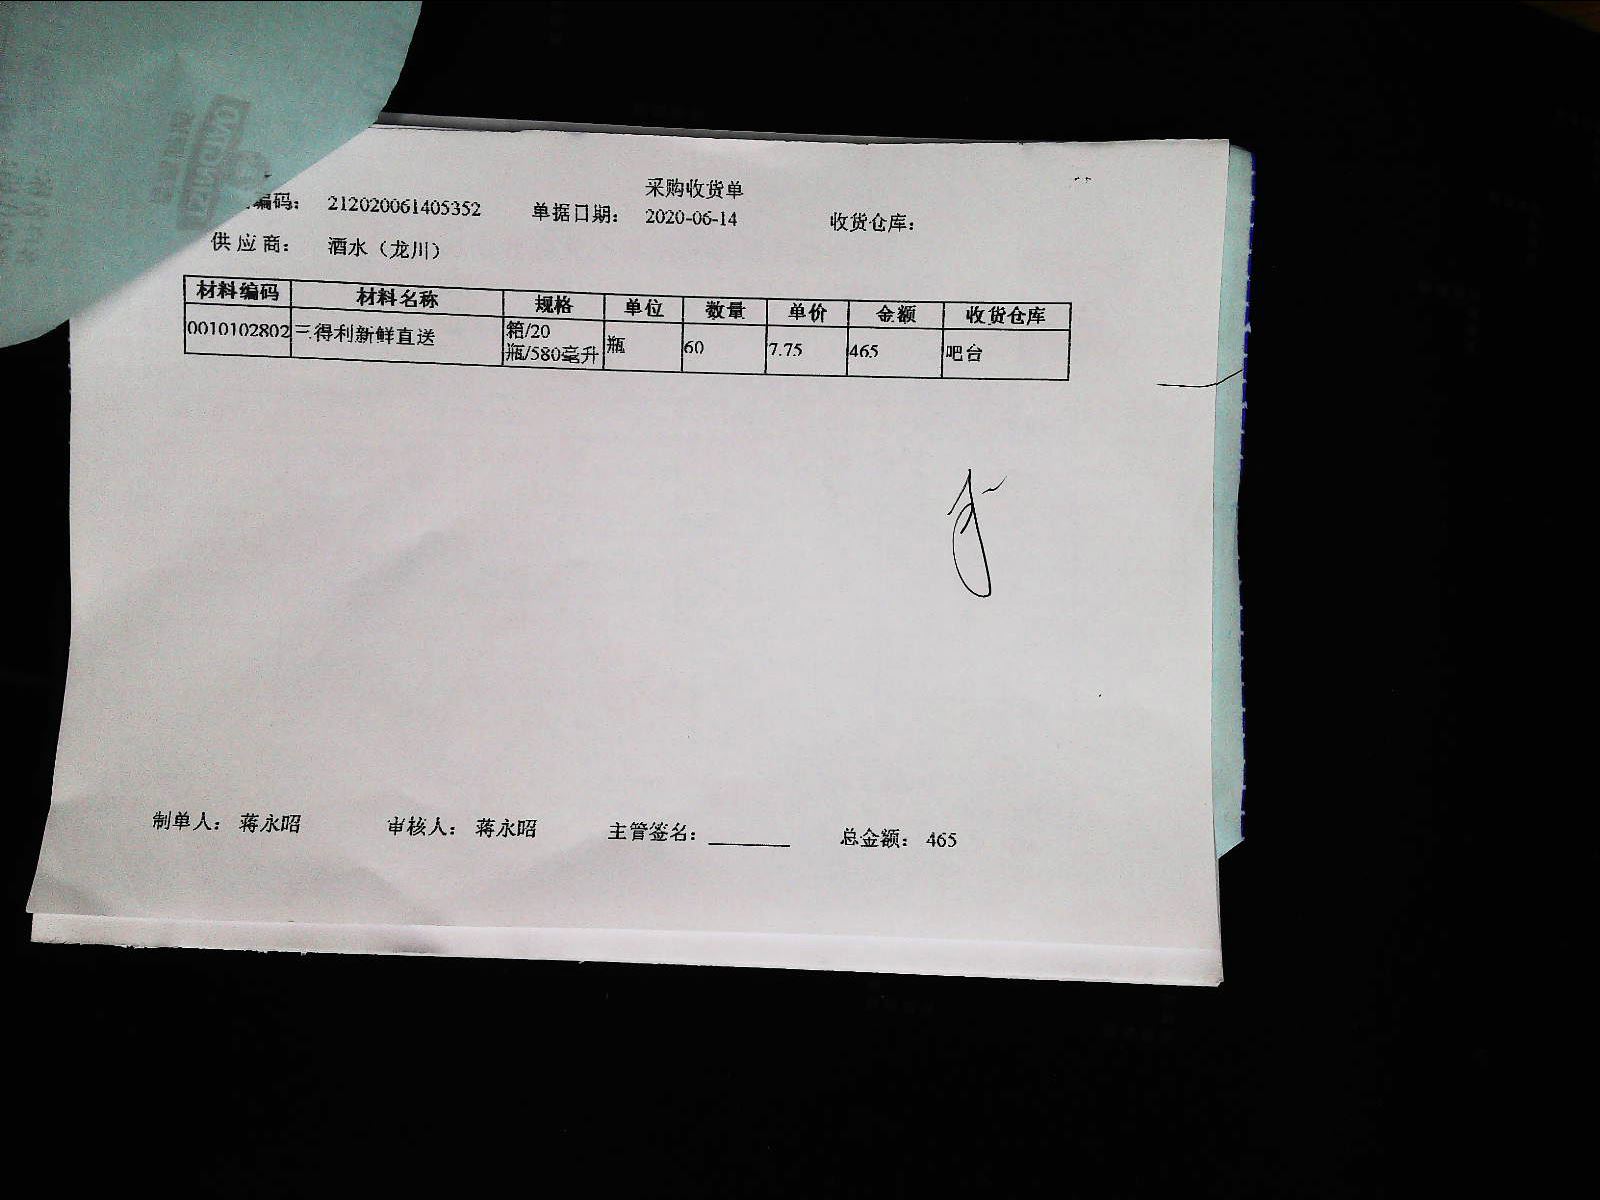 采购收货单
编码： 212020061405352 单据日期： 2020-06-14 收货仓库：
供应商： 酒水（龙川）
材料编码 材料名称 规格 单位 数量 单价 金额 收货仓库
0010102802 三得利新鲜直送 箱/20 瓶/580毫升 瓶 60 7.75 465 吧台
制单人： 蒋永昭 审核人： 蒋永昭 主管签名： 总金额： 465